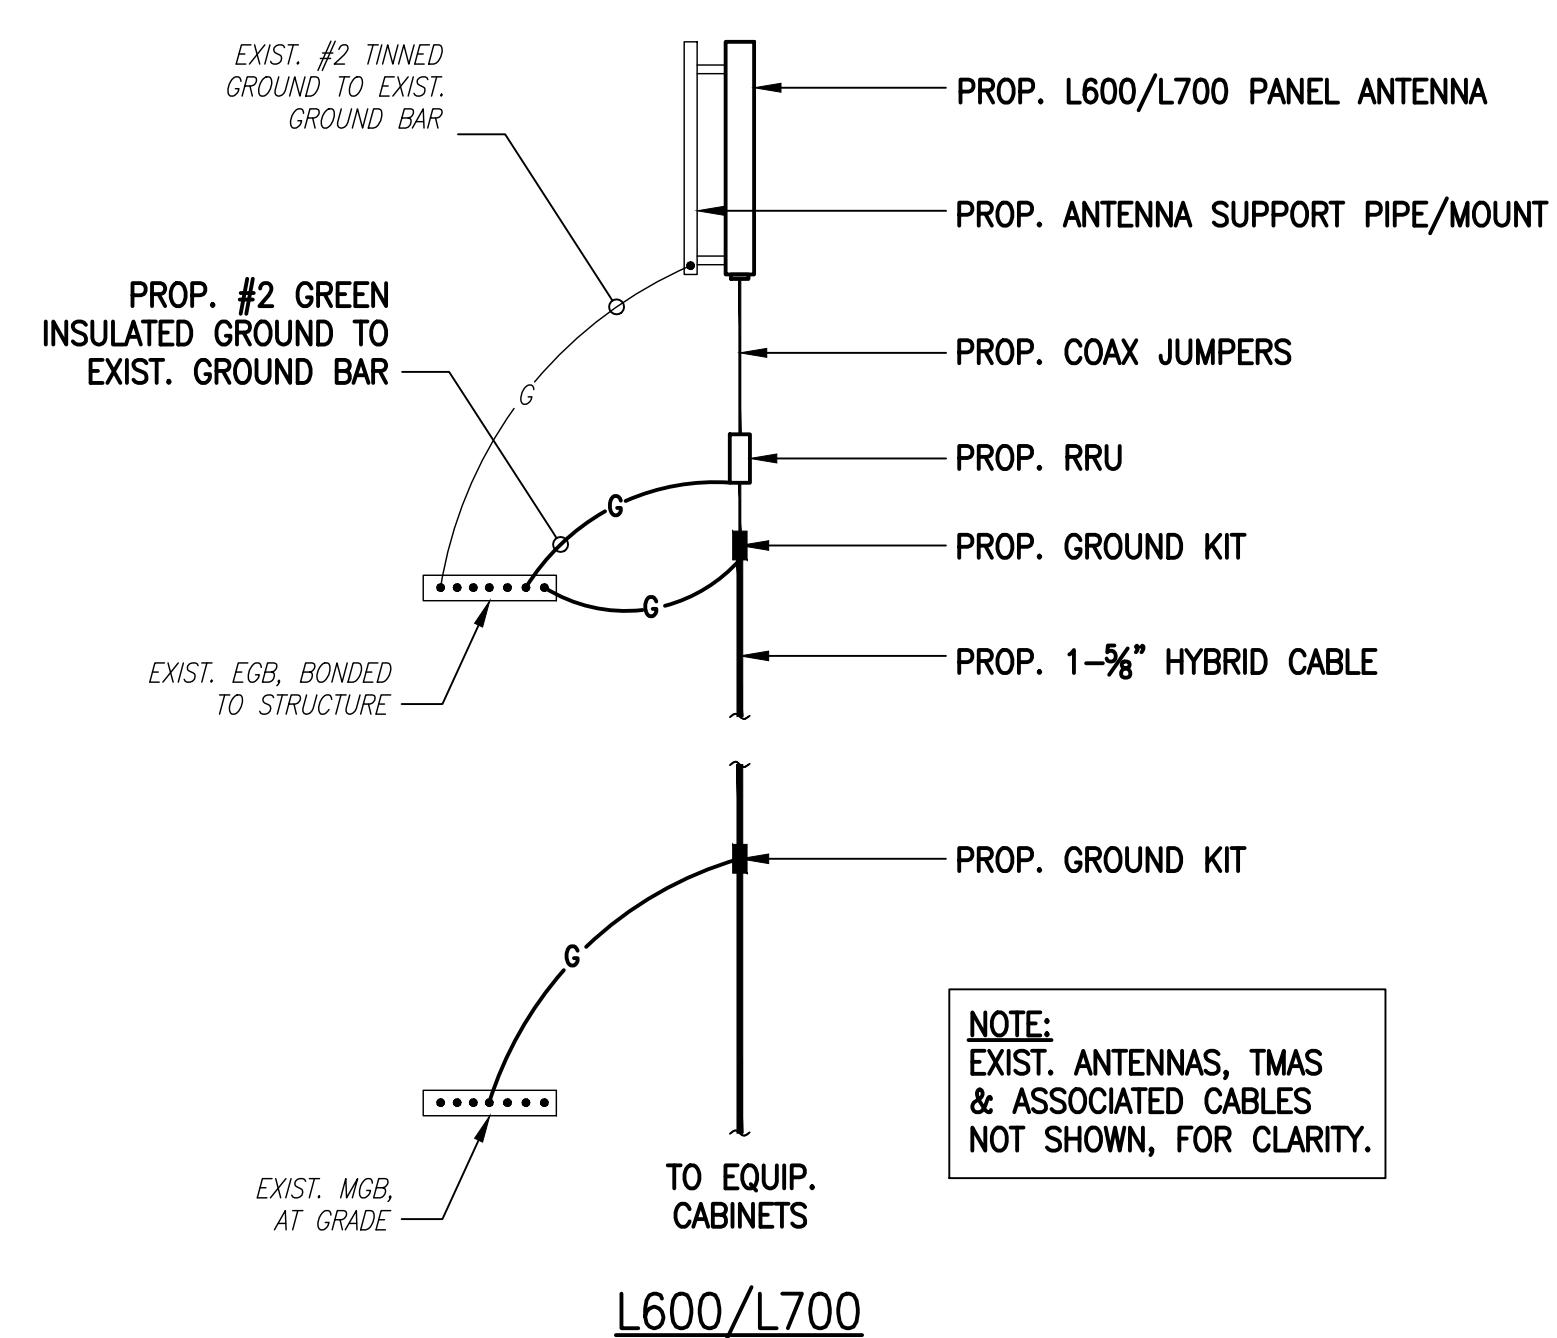 EXIST. #2 TINNED
GROUND TO EXIST.
GROUND BAR
PROP. L600/L700 PANEL ANTENNA
PROP. ANTENNA SUPPORT PIPE/MOUNT
PROP. #2 GREEN
INSULATED GROUND TO
EXIST. GROUND BAR
PROP. COAX JUMPERS
G
PROP. RRU
G
PROP. GROUND KIT
G
PROP. 1-⅝" HYBRID CABLE
EXIST. EGB, BONDED
TO STRUCTURE
PROP. GROUND KIT
G
NOTE:
EXIST. ANTENNAS, TMAS
& ASSOCIATED CABLES
NOT SHOWN, FOR CLARITY.
EXIST. MGB,
AT GRADE
TO EQUIP.
CABINETS
L600/L700